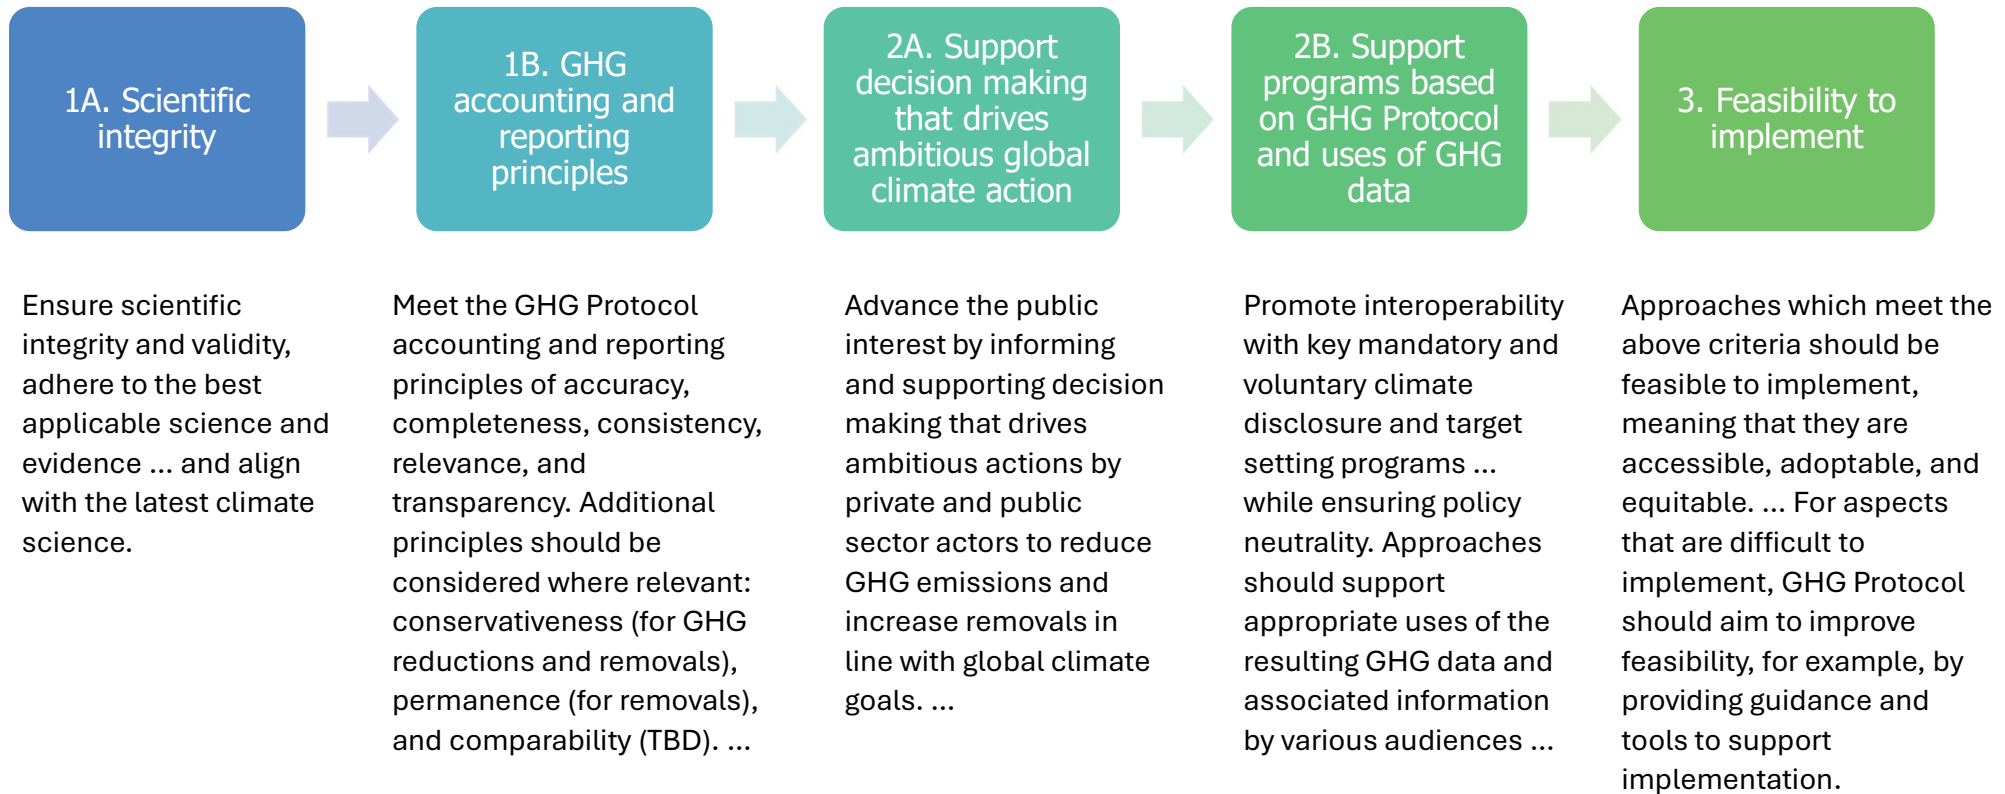 1A. Scientific
integrity
1B. GHG
accounting and
reporting
principles
2A. Support
decision making
that drives
ambitious global
climate action
2B. Support
programs based
on GHG Protocol
and uses of GHG
data
3. Feasibility to
implement
Ensure scientific
integrity and validity,
adhere to the best
applicable science and
evidence ... and align
with the latest climate
science.
Meet the GHG Protocol
accounting and reporting
principles of accuracy,
completeness, consistency,
relevance, and
transparency. Additional
principles should be
considered where relevant:
conservativeness (for GHG
reductions and removals),
permanence (for removals),
and comparability (TBD). ...
Advance the public
interest by informing
and supporting decision
making that drives
ambitious actions by
private and public
sector actors to reduce
GHG emissions and
increase removals in
line with global climate
goals. ...
Promote interoperability
with key mandatory and
voluntary climate
disclosure and target
setting programs ...
while ensuring policy
neutrality. Approaches
should support
appropriate uses of the
resulting GHG data and
associated information
by various audiences ...
Approaches which meet the
above criteria should be
feasible to implement,
meaning that they are
accessible, adoptable, and
equitable. ... For aspects
that are difficult to
implement, GHG Protocol
should aim to improve
feasibility, for example, by
providing guidance and
tools to support
implementation.